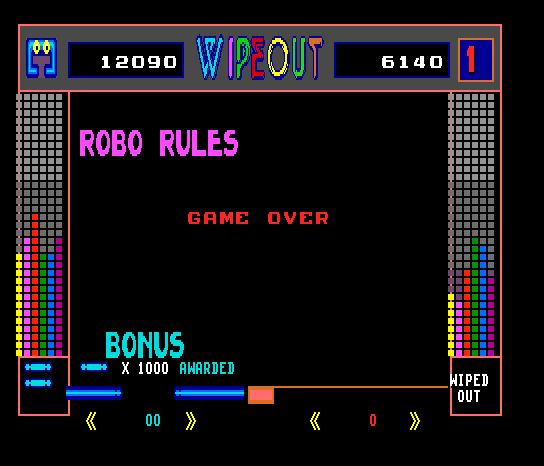 12090 WIPEOUT 6140 1
ROBO RULES
GAME OVER
BONUS
X 1000 AWARDED
WIPED
OUT
《 00 》 《 0 》